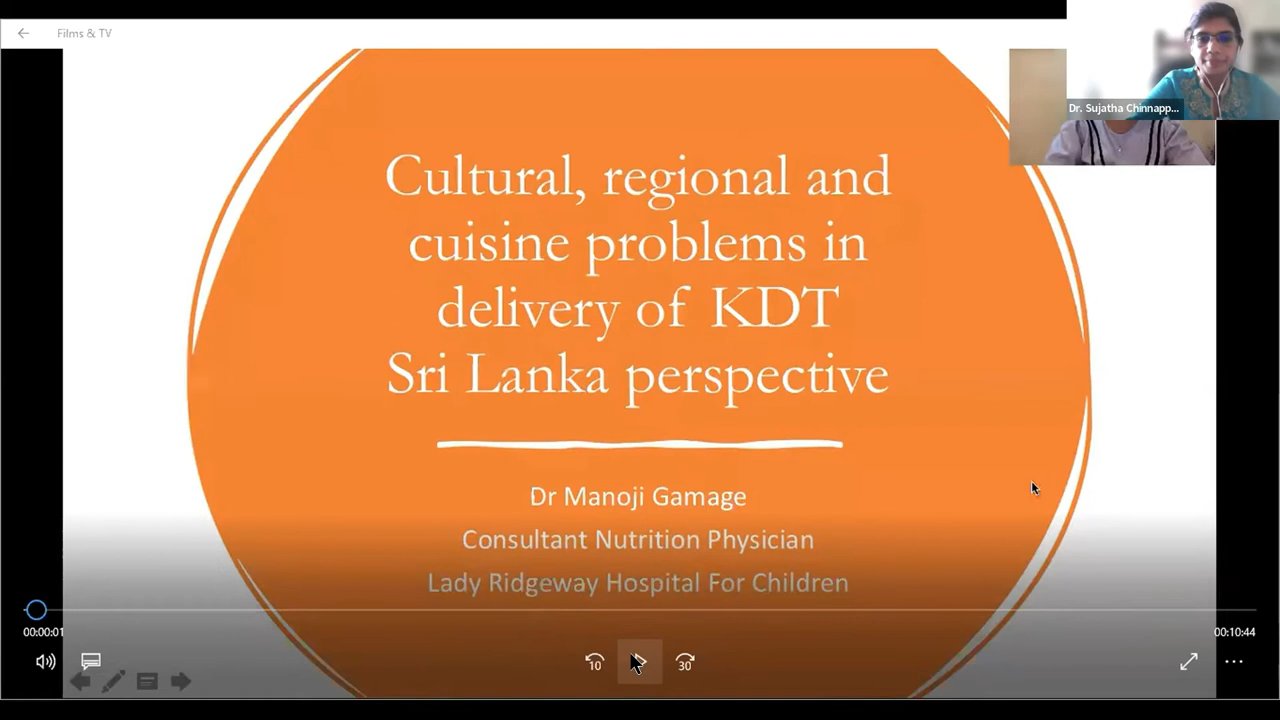 Films & TV
Dr. Sujatha Chinnapp...
Cultural, regional and
cuisine problems in
delivery of KDT
Sri Lanka perspective
Dr Manoji Gamage
Consultant Nutrition Physician
Lady Ridgeway Hospital For Children
00:00:01
00:10:44
10
30